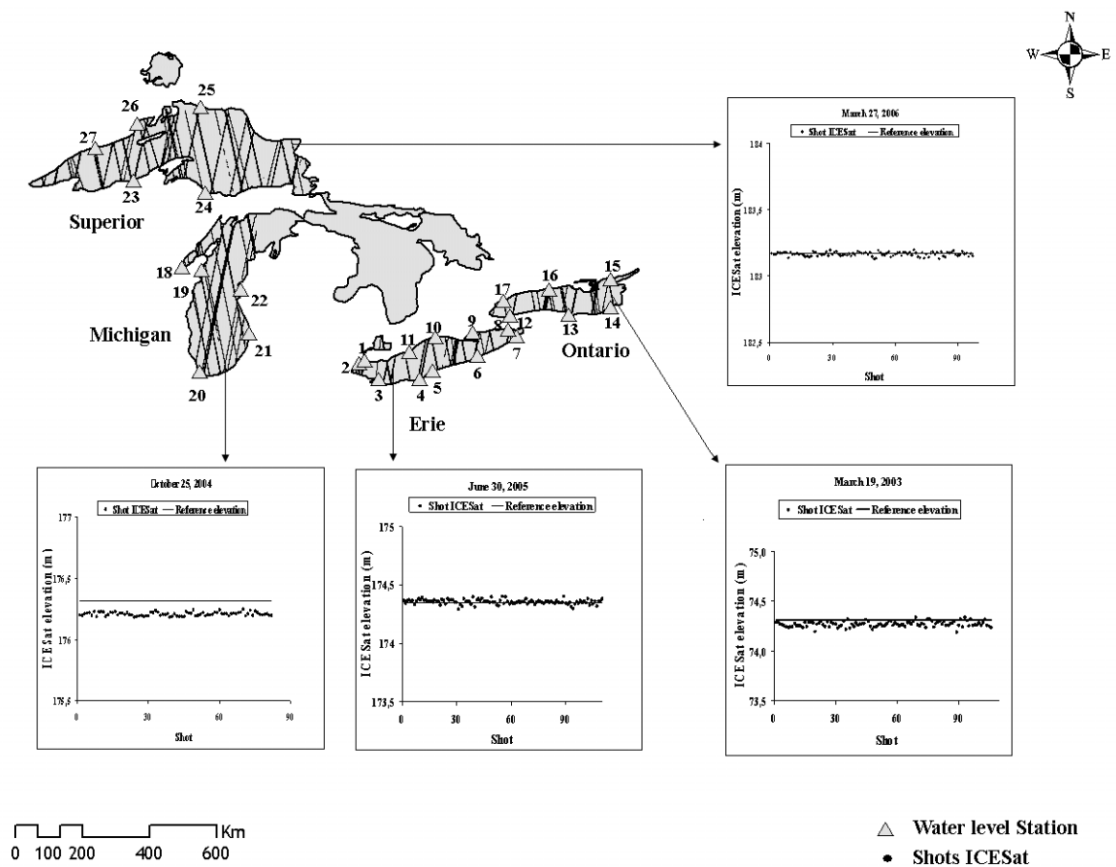 N
W E
S
25
26
27
23
24
Superior
18
19
22
Michigan
21
20
15
16
17
14
13
12
8
7
9
10
11
1
2
6
5
4
3
Ontario
Erie
March 27, 2006
Shot ICESat Reference elevation
ICESat elevation (m)
103
0 30 60 90
Shot
October 25, 2004
Shot ICESat Reference elevation
ICESat elevation (m)
177
176,5
176
175,5
0 30 60 90
Shot
June 30, 2005
Shot ICESat Reference elevation
ICESat elevation (m)
175
174,5
174
173,5
0 30 60 90
Shot
March 19, 2003
Shot ICESat Reference elevation
ICESat elevation (m)
75,0
74,5
74,0
73,5
0 30 60 90
Shot
Km
0 100 200 400 600
Water level Station
Shots ICESat